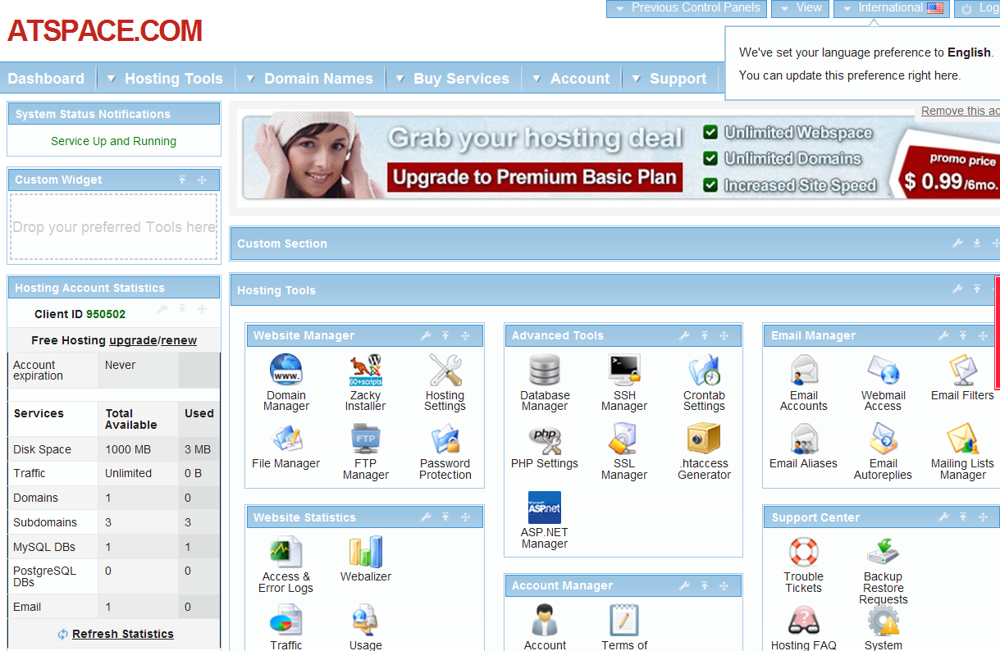 Previous Control Panels
View
International
Log
ATSPACE.COM
We've set your language preference to English.
You can update this preference right here.
Dashboard
Hosting Tools
Domain Names
Buy Services
Account
Support
System Status Notifications
Service Up and Running
Custom Widget
Drop your preferred Tools here
Hosting Account Statistics
Client ID 950502
Free Hosting upgrade/renew
Account expiration Never
Services Total Available Used
Disk Space 1000 MB 3 MB
Traffic Unlimited 0 B
Domains 1 0
Subdomains 3 3
MySQL DBs 1 1
PostgreSQL DBs 0 0
Email 1 0
Refresh Statistics
Remove this ad
Grab your hosting deal
Upgrade to Premium Basic Plan
Unlimited Webspace
Unlimited Domains
Increased Site Speed
promo price
$ 0.99/6mo.
Custom Section
Hosting Tools
Website Manager
www.
Domain Manager
60+scripts
Zacky Installer
Hosting Settings
File Manager
FTP
FTP Manager
Password Protection
Website Statistics
Access & Error Logs
Webalizer
Traffic
Usage
Advanced Tools
Database Manager
SSH Manager
Crontab Settings
php
PHP Settings
SSL Manager
.htaccess Generator
Microsoft
ASP.net
ASP.NET Manager
Account Manager
Account
Terms of
Email Manager
Email Accounts
Webmail Access
Email Filters
Email Aliases
Email Autoreplies
Mailing Lists Manager
Support Center
Trouble Tickets
Backup Restore Requests
Hosting FAQ
System